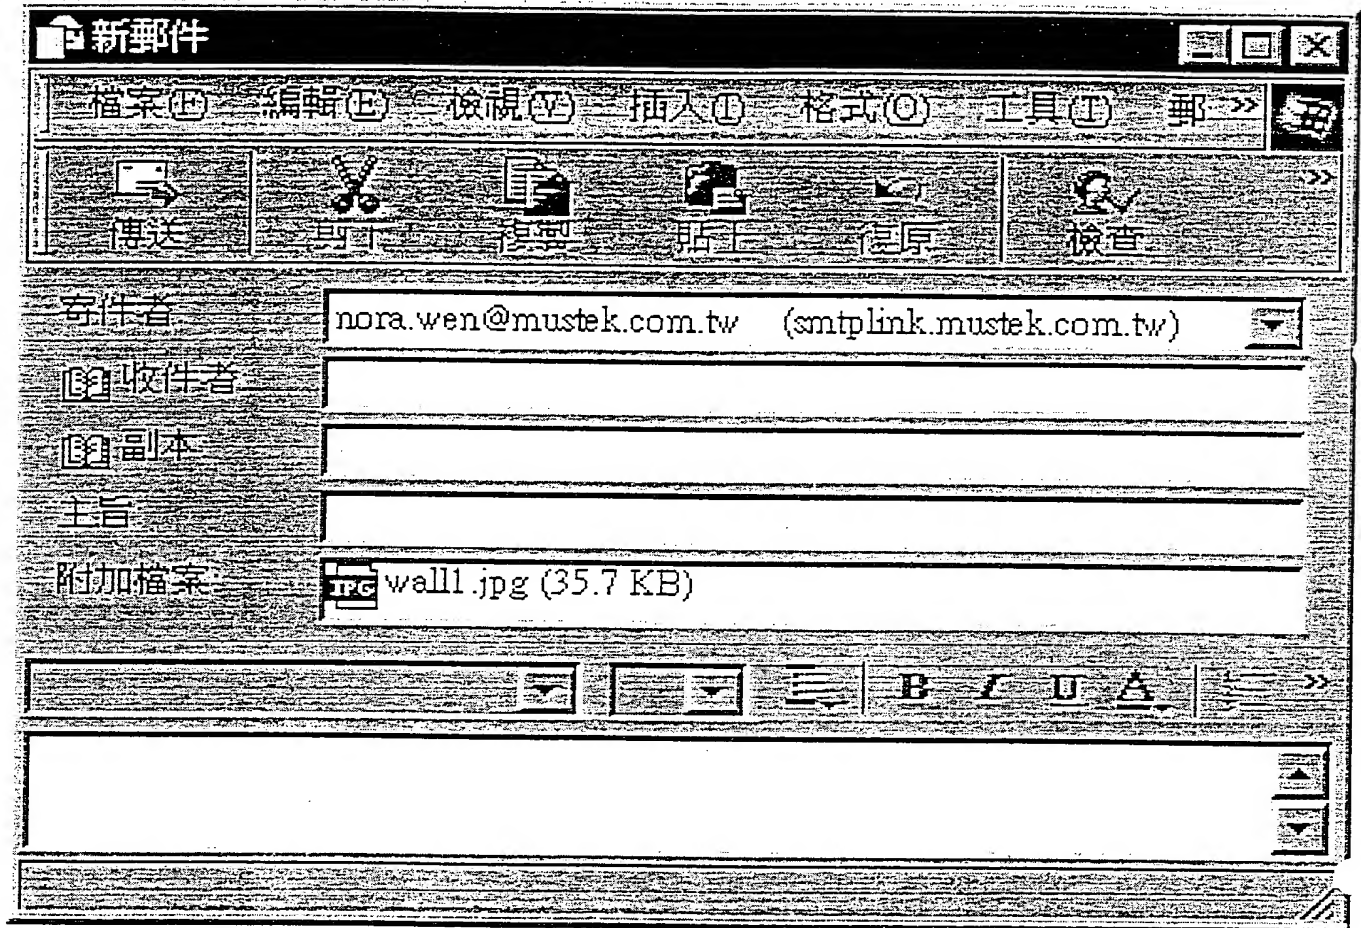 新郵件
檔案(F) 編輯(E) 檢視(V) 插入(I) 格式(O) 工具(T) 郵 »
傳送 剪下 複製 貼上 復原 檢查 »
寄件者 nora.wen@mustek.com.tw (smtplink.mustek.com.tw)
收件者
副本
主旨
附加檔案: JPG wall1.jpg (35.7 KB)
B I U A »